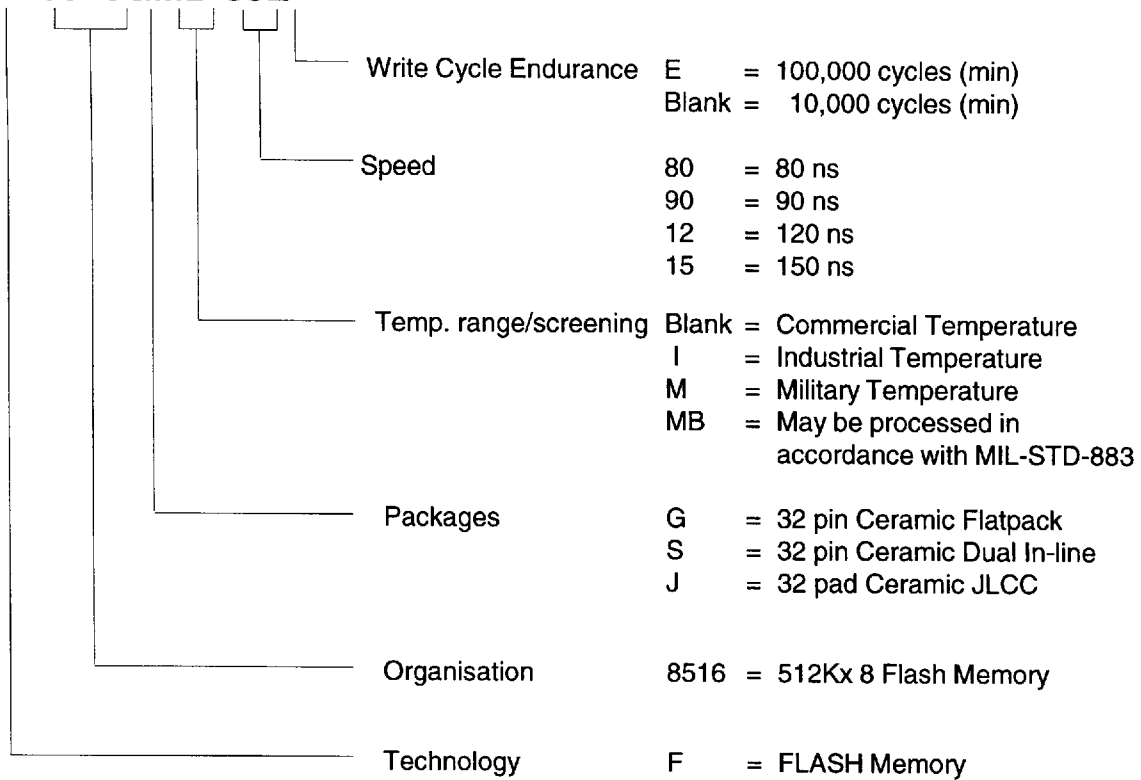 Write Cycle Endurance E = 100,000 cycles (min)
Blank = 10,000 cycles (min)
Speed 80 = 80 ns
90 = 90 ns
12 = 120 ns
15 = 150 ns
Temp. range/screening Blank = Commercial Temperature
I = Industrial Temperature
M = Military Temperature
MB = May be processed in
accordance with MIL-STD-883
Packages G = 32 pin Ceramic Flatpack
S = 32 pin Ceramic Dual In-line
J = 32 pad Ceramic JLCC
Organisation 8516 = 512Kx 8 Flash Memory
Technology F = FLASH Memory